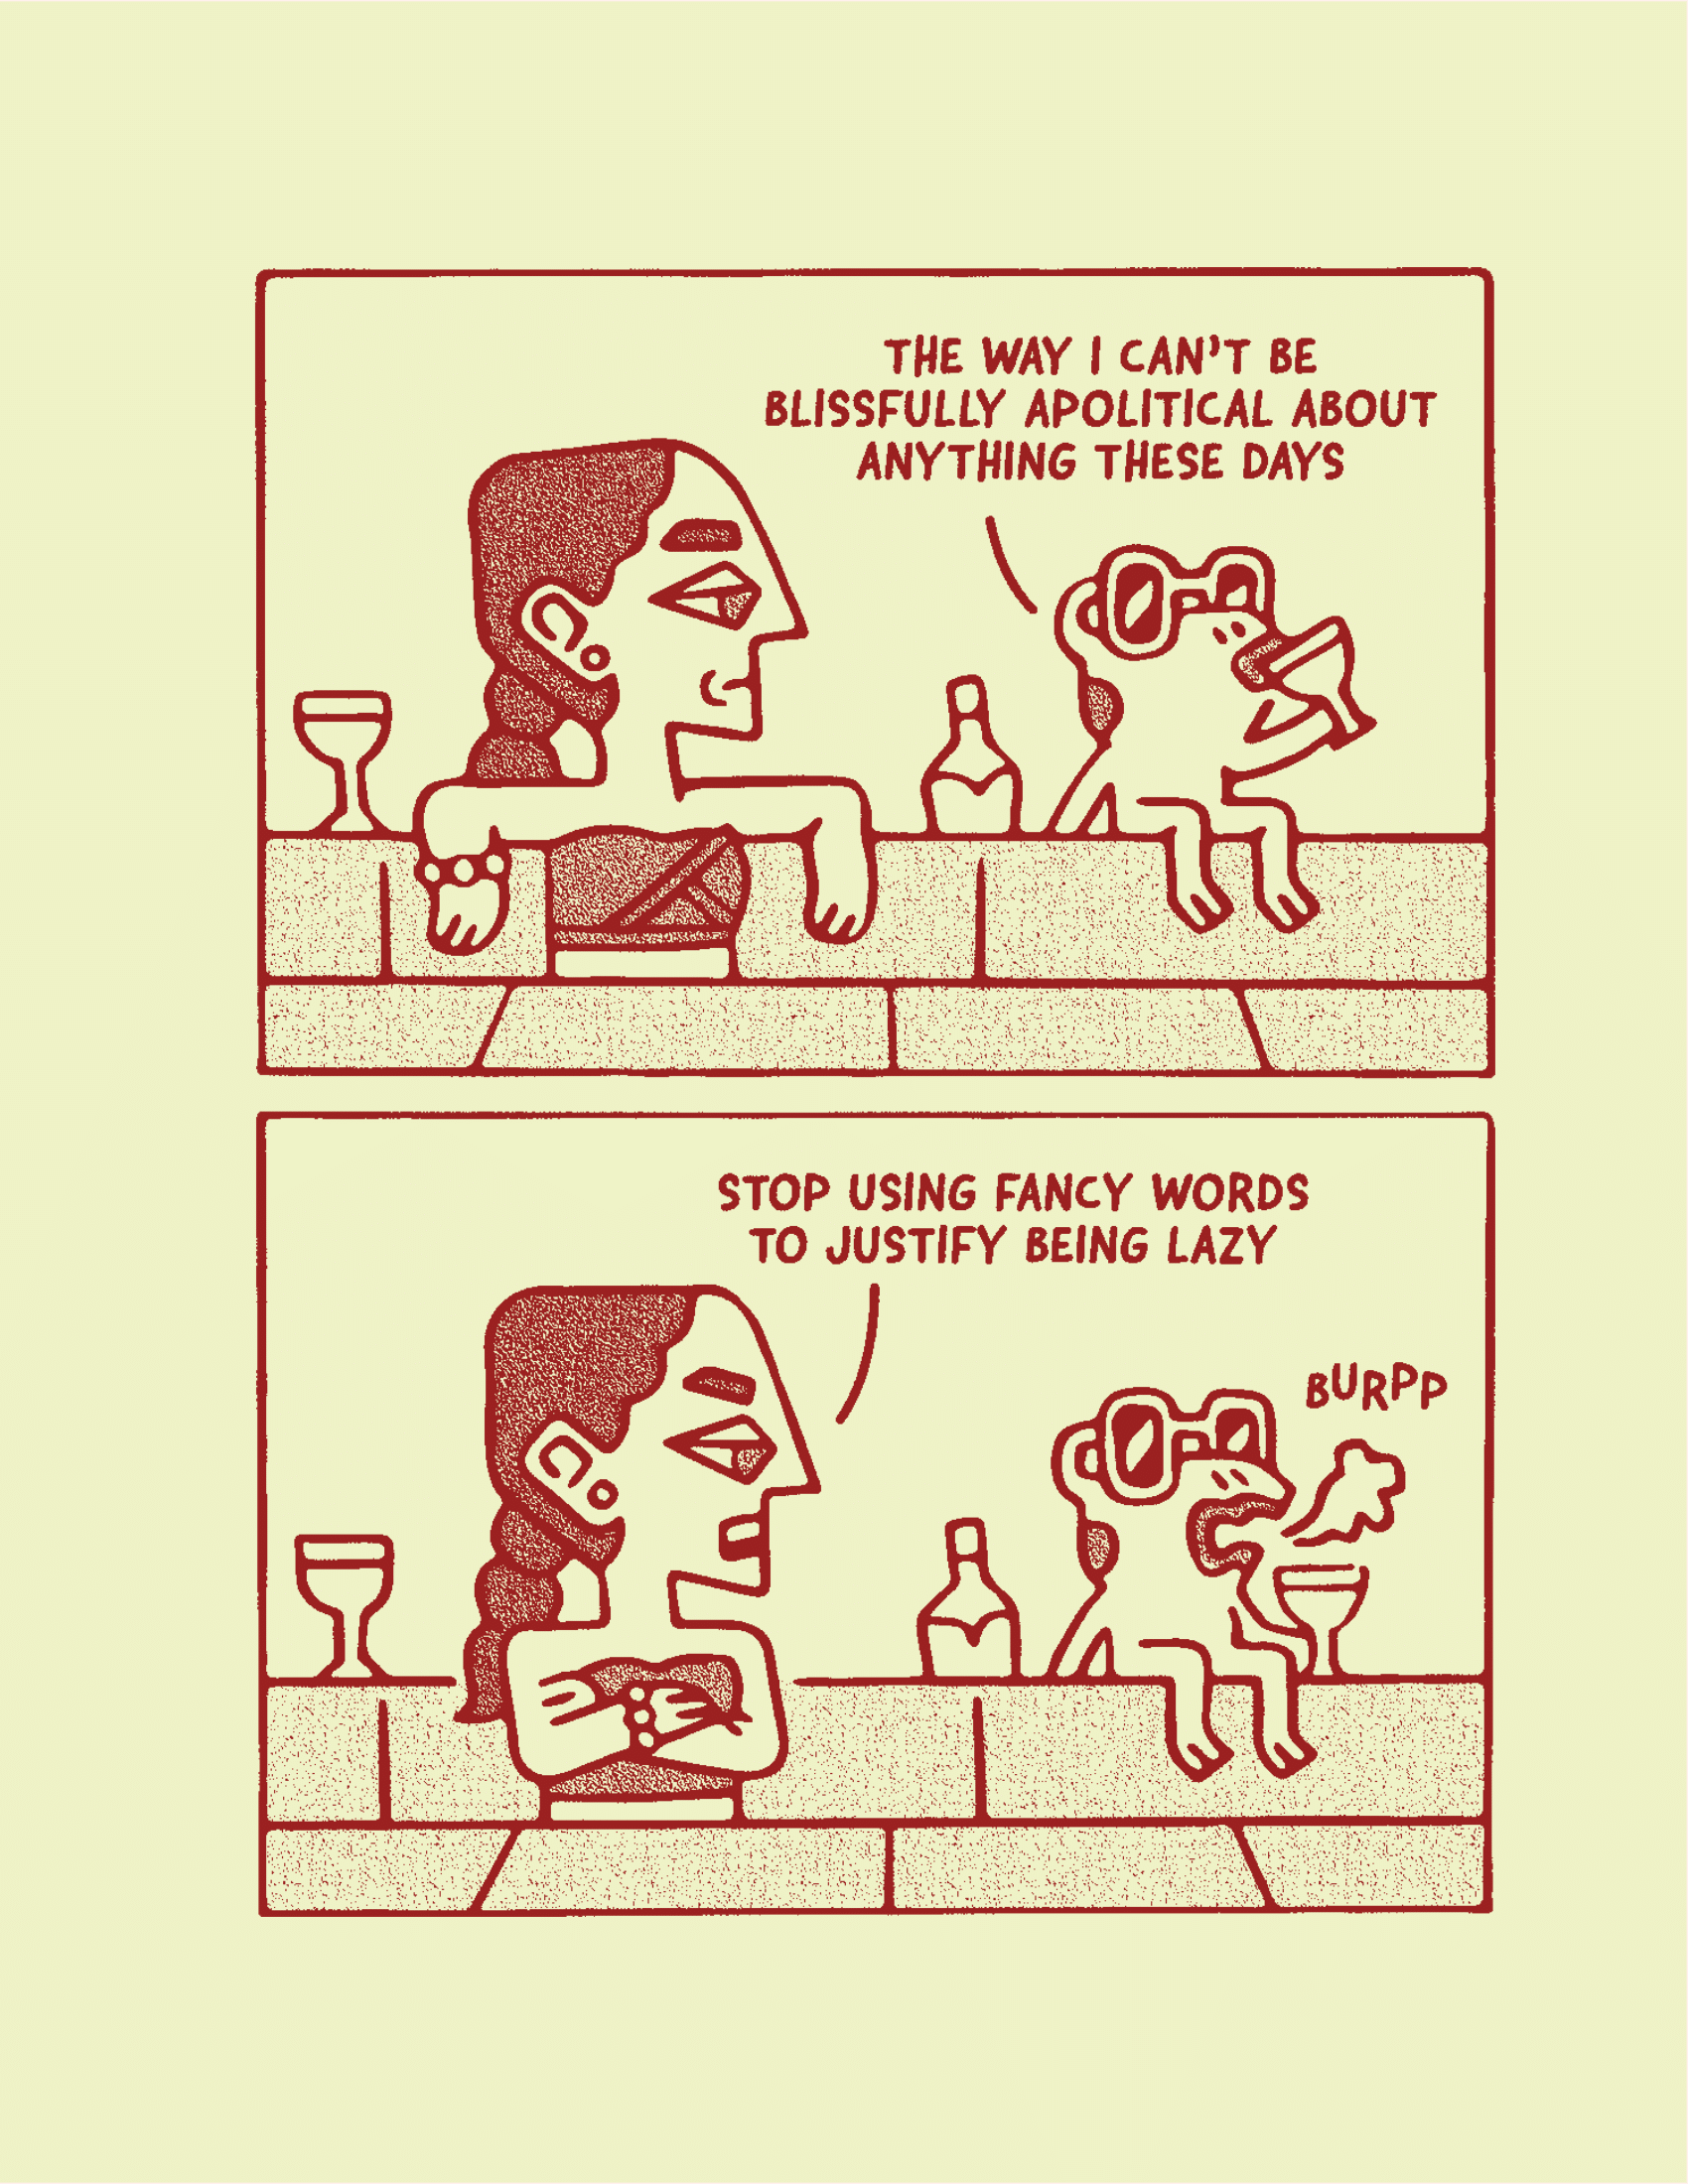 THE WAY I CAN'T BE
BLISSFULLY APOLITICAL ABOUT
ANYTHING THESE DAYS
STOP USING FANCY WORDS
TO JUSTIFY BEING LAZY
BURPP